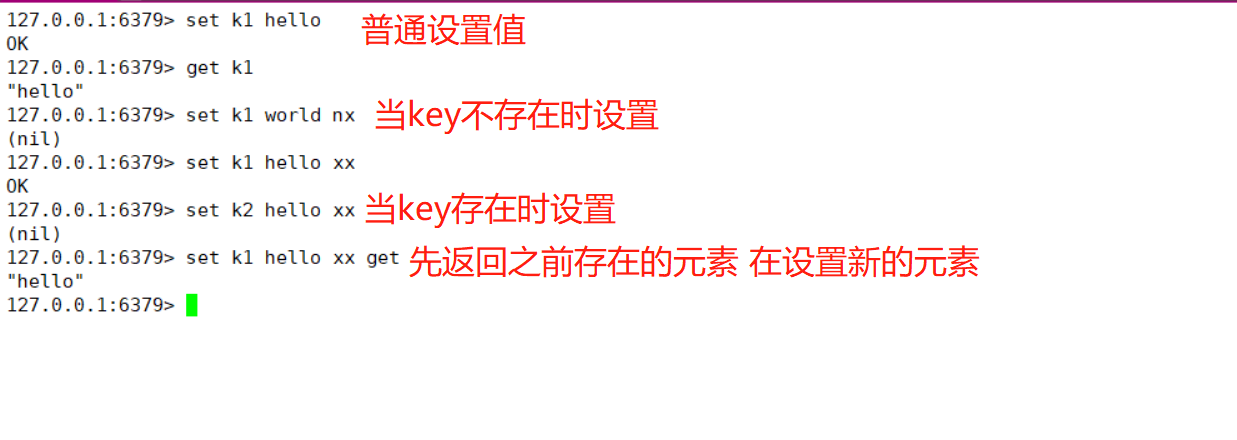 127.0.0.1:6379> set k1 hello 普通设置值
OK
127.0.0.1:6379> get k1
"hello"
127.0.0.1:6379> set k1 world nx 当key不存在时设置
(nil)
127.0.0.1:6379> set k1 hello xx
OK
127.0.0.1:6379> set k2 hello xx 当key存在时设置
(nil)
127.0.0.1:6379> set k1 hello xx get 先返回之前存在的元素 在设置新的元素
"hello"
127.0.0.1:6379>